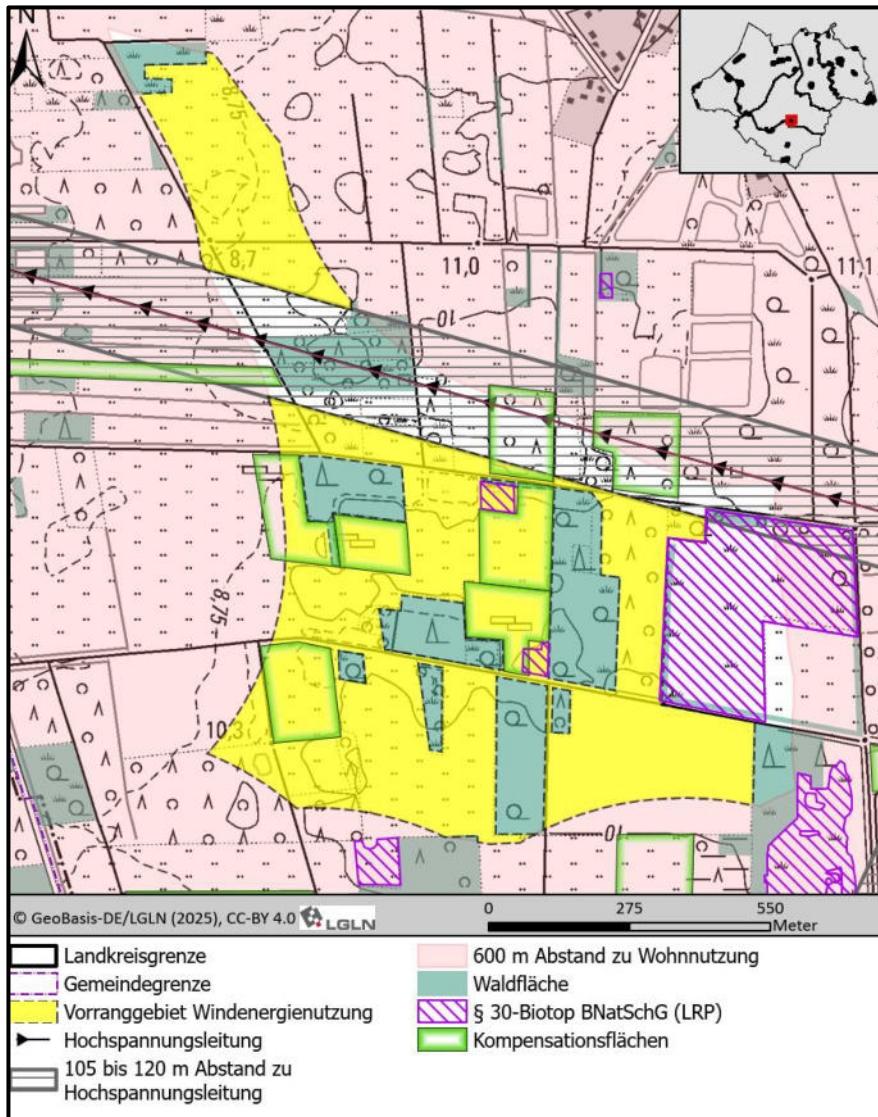 N
8,75
8,7
11,0
11,1
10
8,75
10,3
10
© GeoBasis-DE/LGLN (2025), CC-BY 4.0 LGLN
0 275 550
Meter
Landkreisgrenze
Gemeindegrenze
Vorranggebiet Windenergienutzung
Hochspannungsleitung
105 bis 120 m Abstand zu
Hochspannungsleitung
600 m Abstand zu Wohnnutzung
Waldfläche
§ 30-Biotop BNatSchG (LRP)
Kompensationsflächen